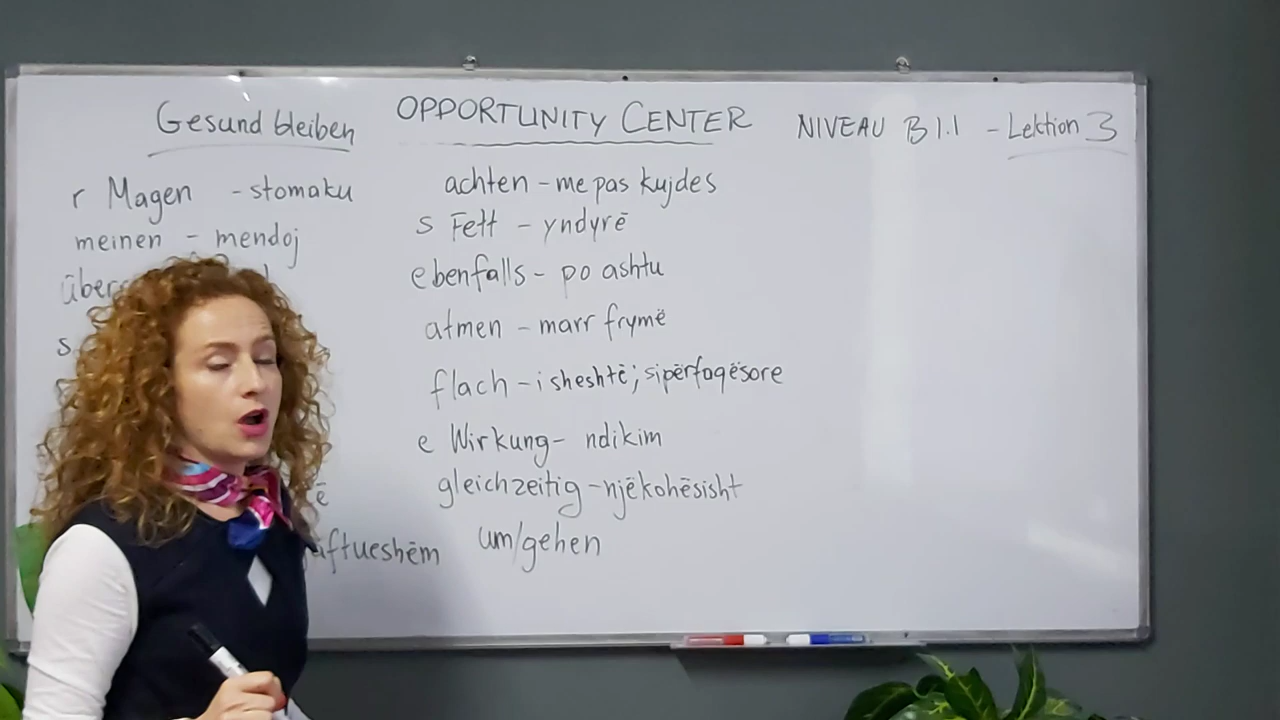 Gesund bleiben
OPPORTUNITY CENTER
NIVEAU B1.1 - Lektion 3
r Magen - stomaku
meinen - mendoj
s
achten - me pas kujdes
s Fett - yndyrë
ebenfalls - po ashtu
atmen - marr frymë
flach - i sheshtë; sipërfaqësore
e Wirkung - ndikim
gleichzeitig - njëkohësisht
um/gehen